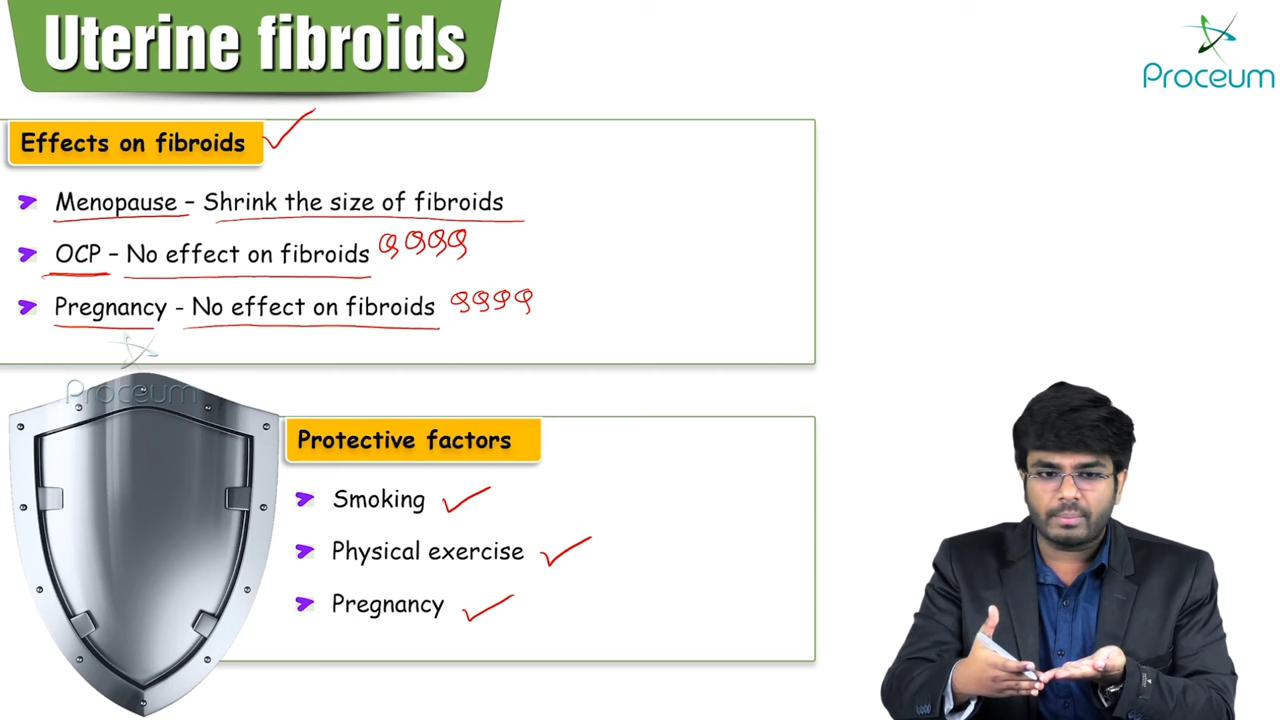 Uterine fibroids
Proceum
Effects on fibroids
Menopause – Shrink the size of fibroids
OCP – No effect on fibroids
Pregnancy - No effect on fibroids
Proceum
Protective factors
Smoking
Physical exercise
Pregnancy